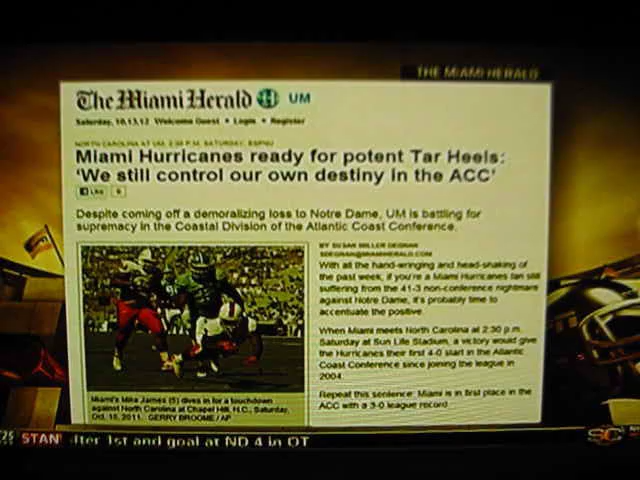 THE MIAMI HERALD
The Miami Herald H UM
Saturday, 10.13.12 Welcome Guest • Login • Register
NORTH CAROLINA AT UM, 2:30 P.M. SATURDAY, ESPNU
Miami Hurricanes ready for potent Tar Heels:
‘We still control our own destiny in the ACC’
Like 9
Despite coming off a demoralizing loss to Notre Dame, UM is battling for
supremacy in the Coastal Division of the Atlantic Coast Conference.
BY SUSAN MILLER DEGNAN
SDEGNAN@MIAMIHERALD.COM
With all the hand-wringing and head-shaking of
the past week, if you're a Miami Hurricanes fan still
suffering from the 41-3 non-conference nightmare
against Notre Dame, it's probably time to
accentuate the positive.
When Miami meets North Carolina at 2:30 p.m.
Saturday at Sun Life Stadium, a victory would give
the Hurricanes their first 4-0 start in the Atlantic
Coast Conference since joining the league in
2004.
Repeat this sentence: Miami is in first place in the
ACC with a 3-0 league record.
Miami's Mike James (5) dives in for a touchdown
against North Carolina at Chapel Hill, N.C., Saturday,
Oct. 15, 2011. GERRY BROOME / AP
STAN after 1st and goal at ND 4 in OT
SC